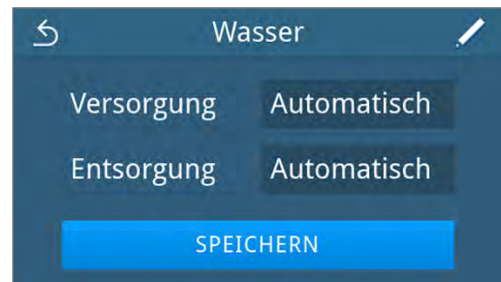 Wasser
Versorgung Automatisch
Entsorgung Automatisch
SPEICHERN